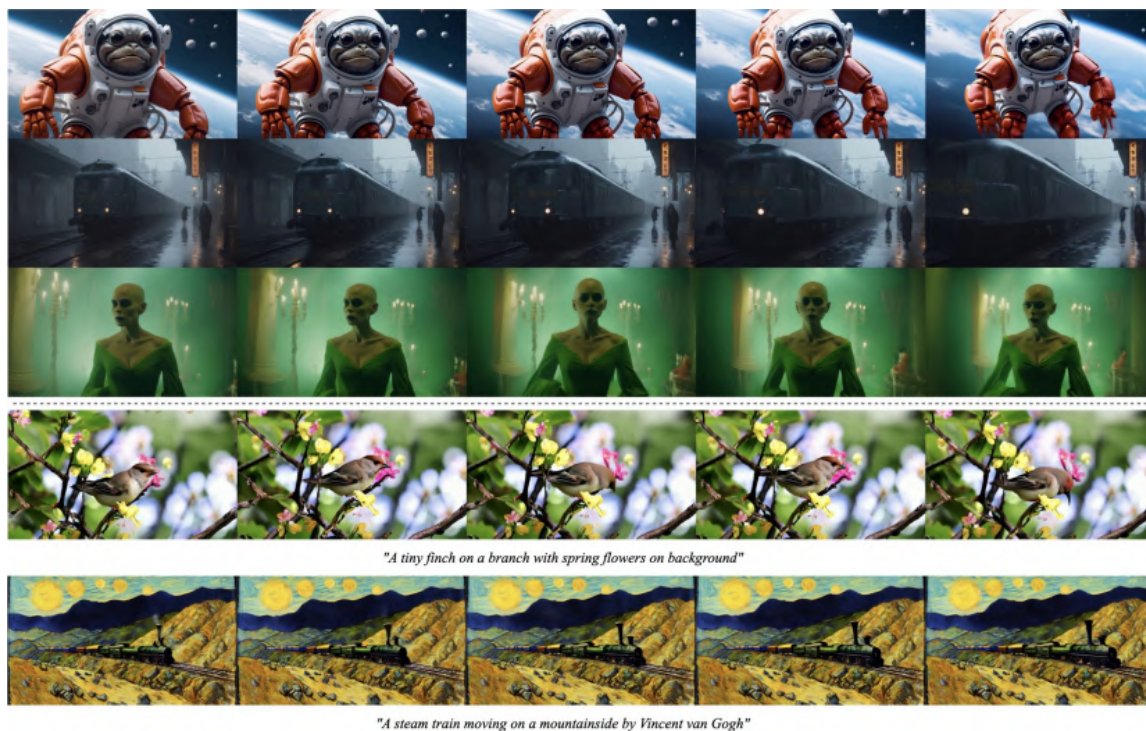 "A tiny finch on a branch with spring flowers on background"
"A steam train moving on a mountainside by Vincent van Gogh"